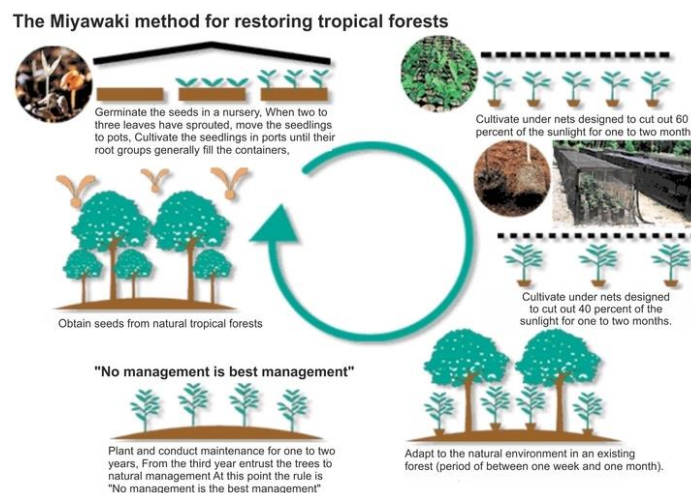 The Miyawaki method for restoring tropical forests
Germinate the seeds in a nursery, When two to
three leaves have sprouted, move the seedlings
to pots, Cultivate the seedlings in ports until their
root groups generally fill the containers,
Cultivate under nets designed to cut out 60
percent of the sunlight for one to two month
Cultivate under nets designed
to cut out 40 percent of the
sunlight for one to two months.
Adapt to the natural environment in an existing
forest (period of between one week and one month).
"No management is best management"
Plant and conduct maintenance for one to two
years, From the third year entrust the trees to
natural management At this point the rule is
"No management is the best management"
Obtain seeds from natural tropical forests